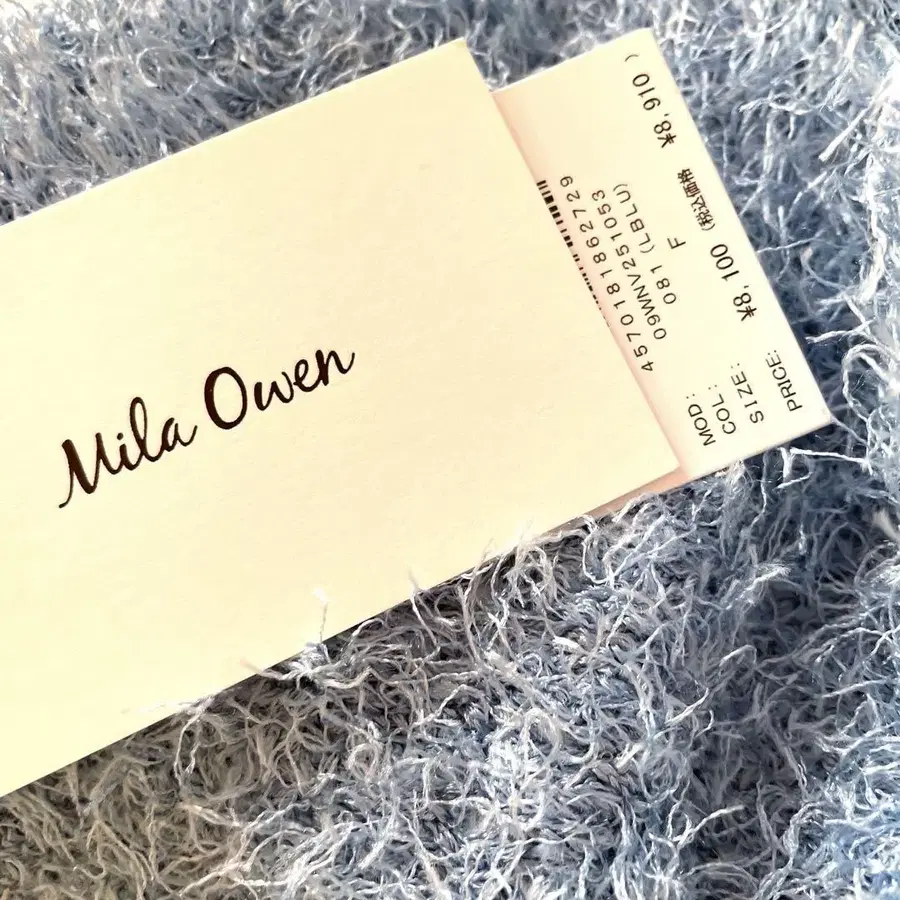 Mila Owen
4570181862729
MOD: 09WNV251053
COL: 081 (LBLU)
SIZE: F
PRICE: ¥8,100 (税込価格 ¥8,910 )